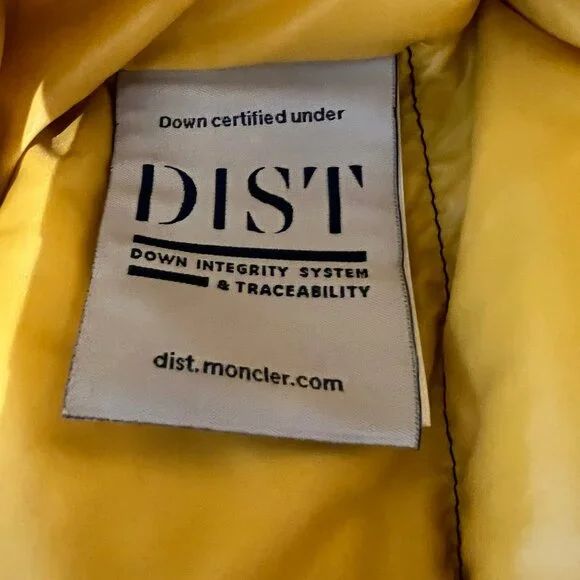 Down certified under
DIST
DOWN INTEGRITY SYSTEM
& TRACEABILITY
dist.moncler.com